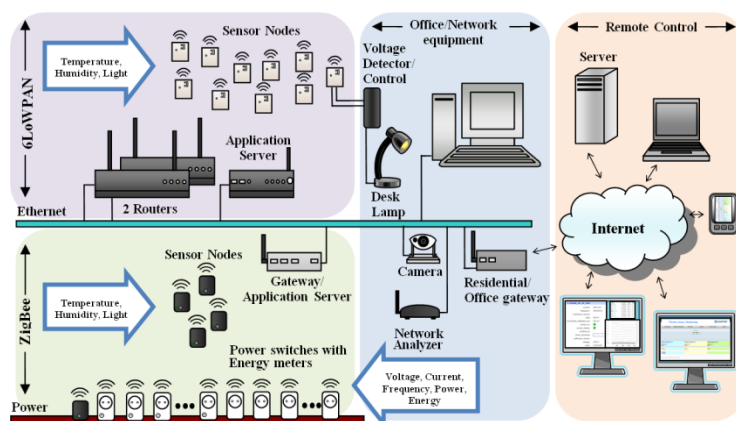 Sensor Nodes
Temperature,
Humidity, Light
6LoWPAN
Application
Server
2 Routers
Ethernet
Office/Network
equipment
Voltage
Detector/
Control
Desk
Lamp
Remote Control
Server
Internet
Sensor Nodes
Temperature,
Humidity, Light
ZigBee
Gateway/
Application Server
Camera
Residential/
Office gateway
Network
Analyzer
Power switches with
Energy meters
Voltage, Current,
Frequency, Power,
Energy
Power